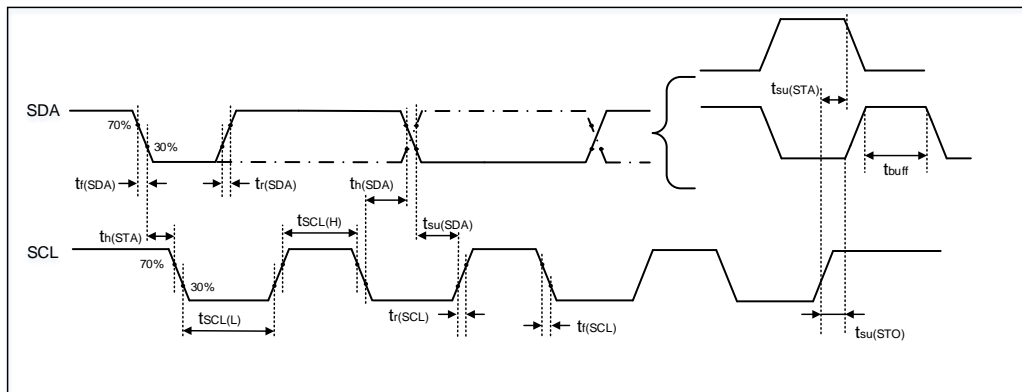 tsu(STA)
SDA
70%
30%
tbuff
tf(SDA)
tr(SDA)
th(SDA)
tSCL(H)
tsu(SDA)
th(STA)
SCL
70%
30%
tSCL(L)
tr(SCL)
tf(SCL)
tsu(STO)